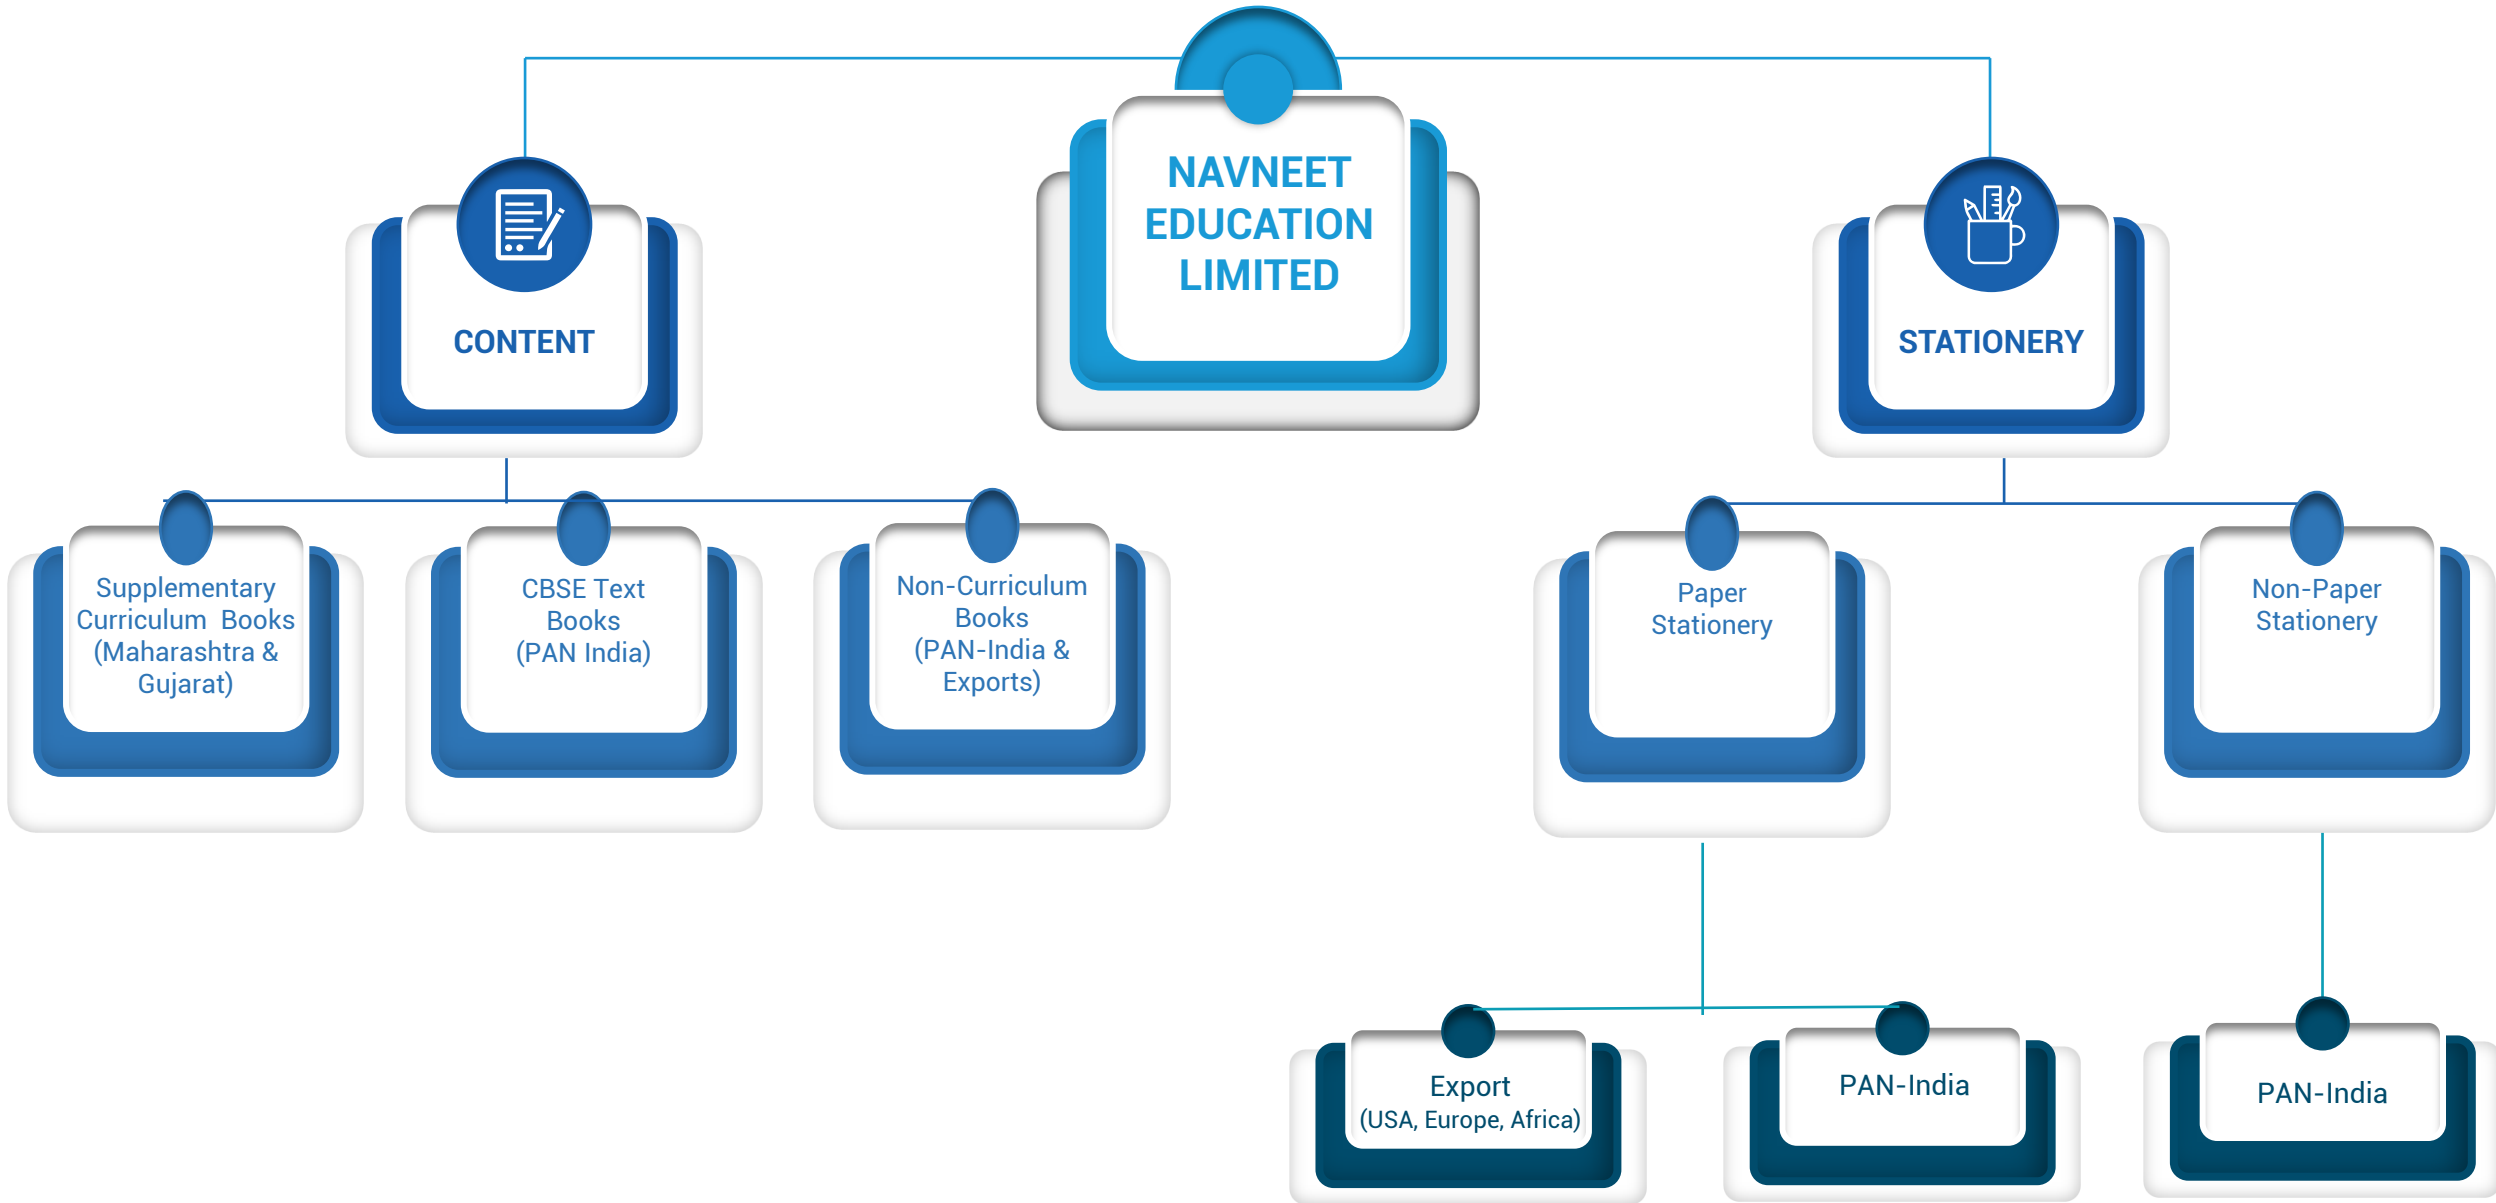 NAVNEET
EDUCATION
LIMITED
CONTENT
STATIONERY
Supplementary
Curriculum Books
(Maharashtra &
Gujarat)
CBSE Text
Books
(PAN India)
Non-Curriculum
Books
(PAN-India &
Exports)
Paper
Stationery
Non-Paper
Stationery
Export
(USA, Europe, Africa)
PAN-India
PAN-India